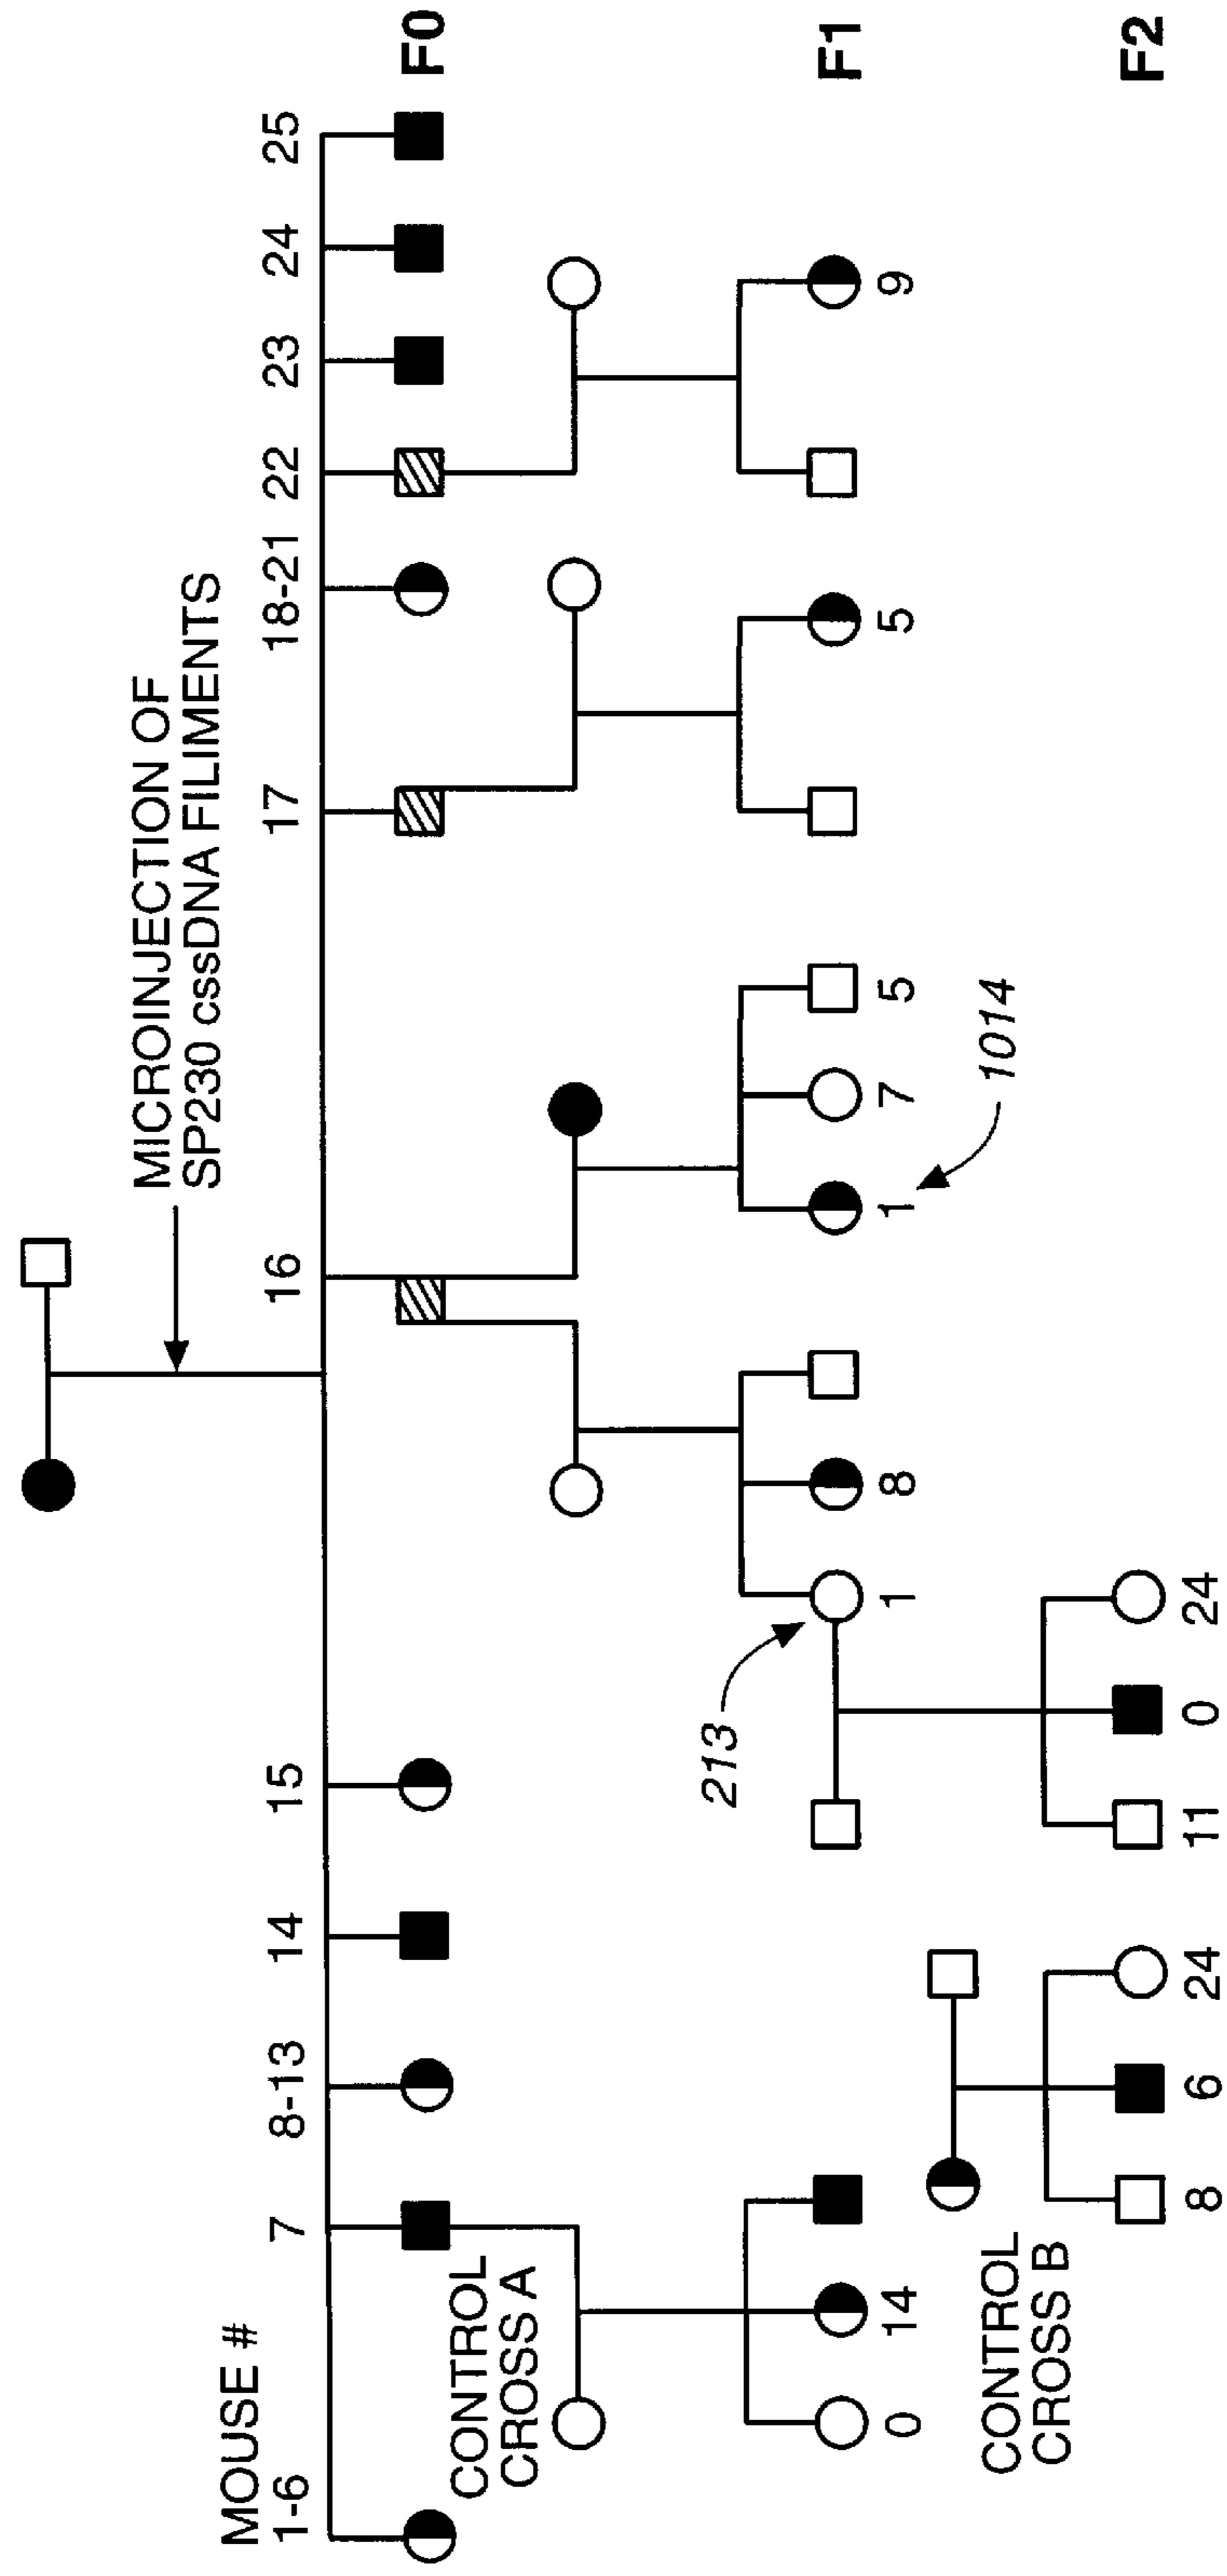 MICROINJECTION OF
SP230 cssDNA FILIMENTS
MOUSE #
1-6
7
8-13
14
15
16
17
18-21
22
23
24
25
F0
CONTROL
CROSS A
0
14
213
1
8
1
7
5
1014
5
9
F1
CONTROL
CROSS B
8
6
24
11
0
24
F2